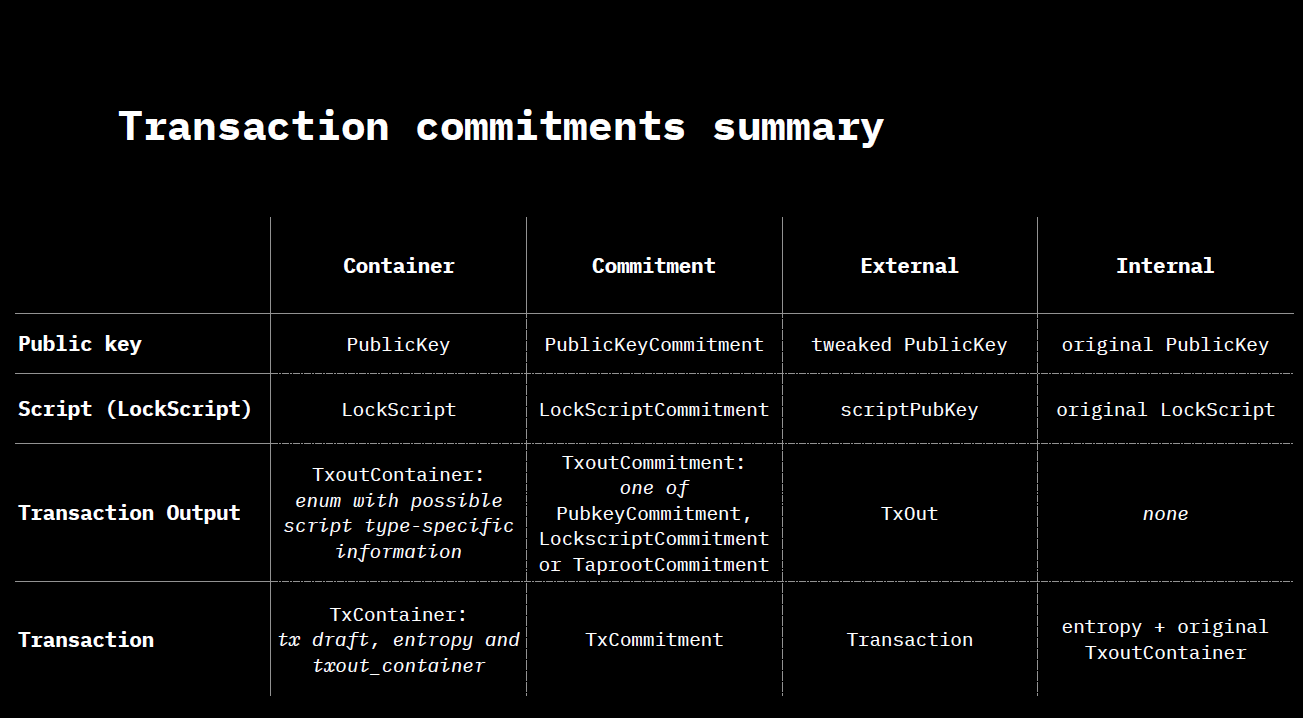 Transaction commitments summary
Container
Commitment
External
Internal
Public key
PublicKey
PublicKeyCommitment
tweaked PublicKey
original PublicKey
Script (LockScript)
LockScript
LockScriptCommitment
scriptPubKey
original LockScript
Transaction Output
TxoutContainer:
enum with possible
script type-specific
information
TxoutCommitment:
one of
PubkeyCommitment,
LockscriptCommitment
or TaprootCommitment
TxOut
none
Transaction
TxContainer:
tx draft, entropy and
txout_container
TxCommitment
Transaction
entropy + original
TxoutContainer